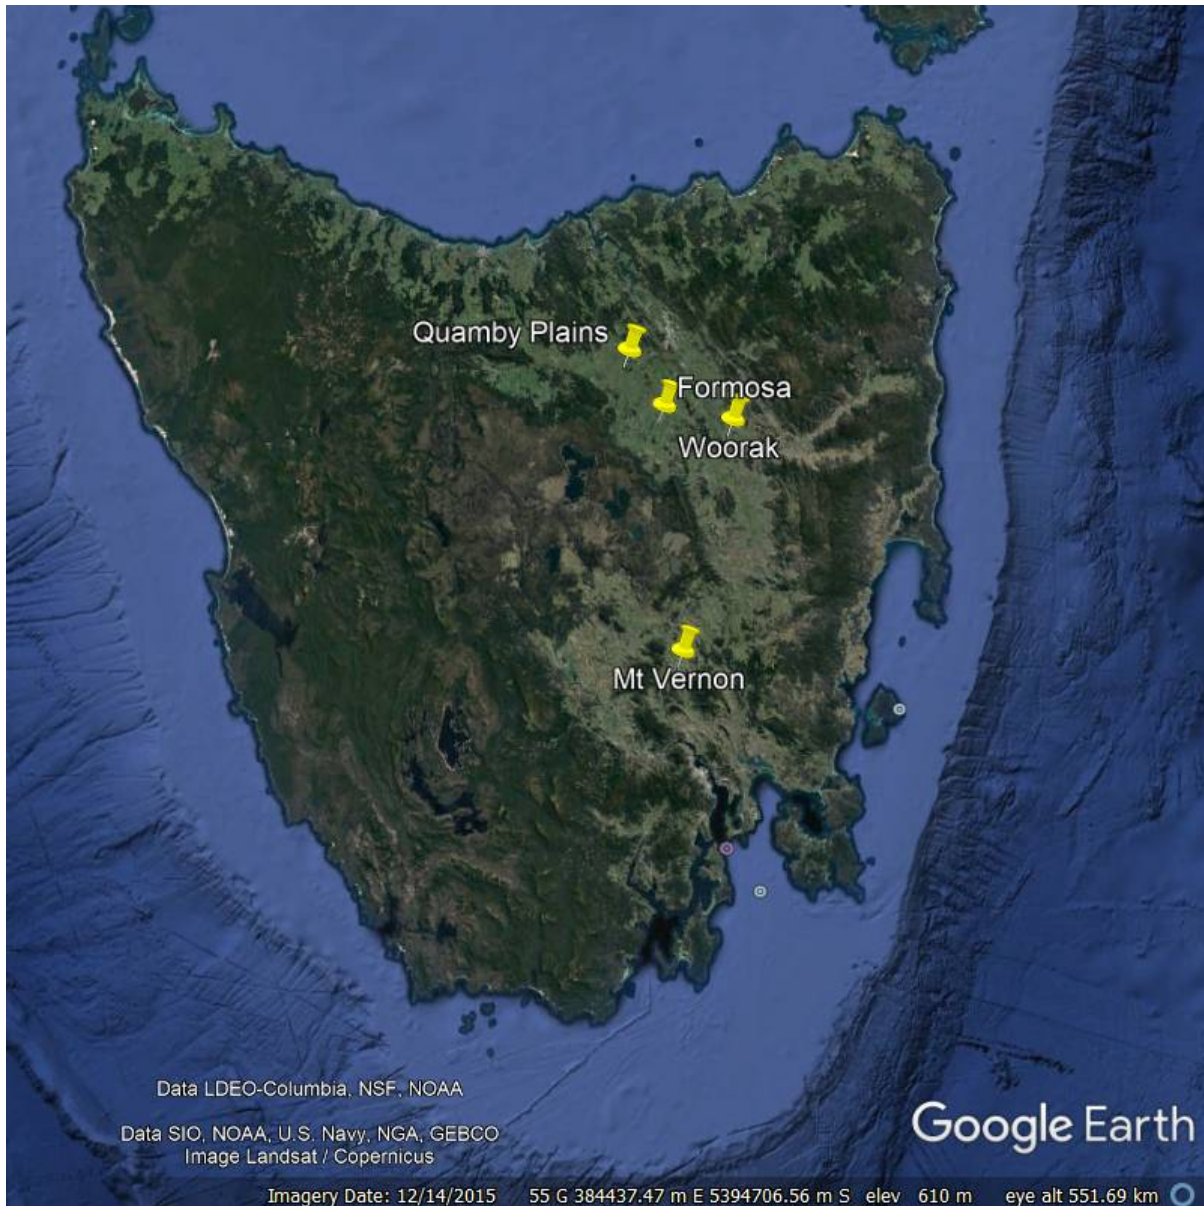 Quamby Plains
Formosa
Woorak
Mt Vernon
Data LDEO-Columbia, NSF, NOAA
Data SIO, NOAA, U.S. Navy, NGA, GEBCO
Image Landsat / Copernicus
Google Earth
Imagery Date: 12/14/2015 55 G 384437.47 m E 5394706.56 m S elev 610 m eye alt 551.69 km